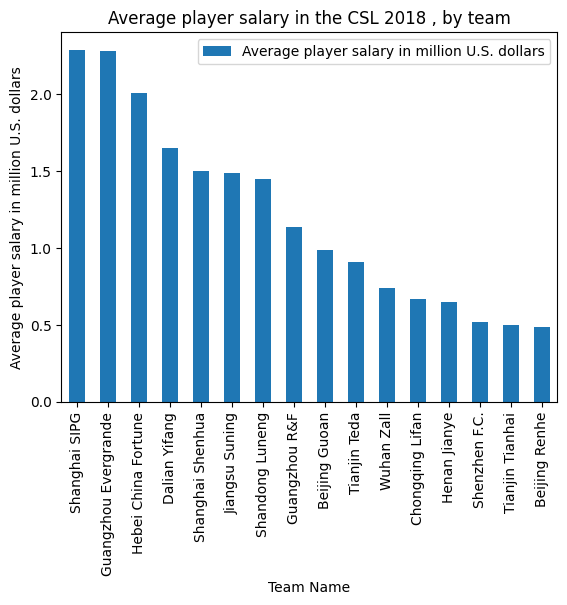 Average player salary in the CSL 2018 , by team
Average player salary in million U.S. dollars
Average player salary in million U.S. dollars
2.0
1.5
1.0
0.5
0.0
Shanghai SIPG
Guangzhou Evergrande
Hebei China Fortune
Dalian Yifang
Shanghai Shenhua
Jiangsu Suning
Shandong Luneng
Guangzhou R&F
Beijing Guoan
Tianjin Teda
Wuhan Zall
Chongqing Lifan
Henan Jianye
Shenzhen F.C.
Tianjin Tianhai
Beijing Renhe
Team Name